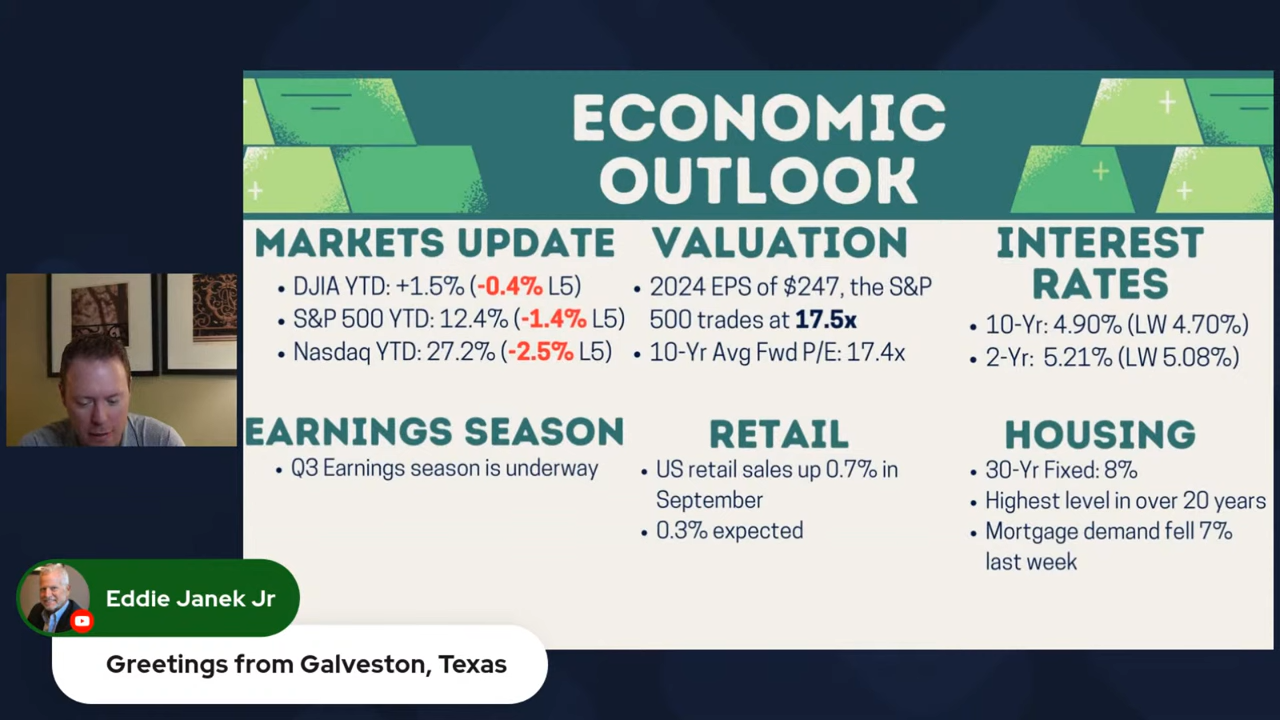 ECONOMIC
OUTLOOK
MARKETS UPDATE
• DJIA YTD: +1.5% (-0.4% L5)
• S&P 500 YTD: 12.4% (-1.4% L5)
• Nasdaq YTD: 27.2% (-2.5% L5)
VALUATION
• 2024 EPS of $247, the S&P
500 trades at 17.5x
• 10-Yr Avg Fwd P/E: 17.4x
INTEREST
RATES
• 10-Yr: 4.90% (LW 4.70%)
• 2-Yr: 5.21% (LW 5.08%)
EARNINGS SEASON
• Q3 Earnings season is underway
RETAIL
• US retail sales up 0.7% in
September
• 0.3% expected
HOUSING
• 30-Yr Fixed: 8%
• Highest level in over 20 years
• Mortgage demand fell 7%
last week
Eddie Janek Jr
Greetings from Galveston, Texas